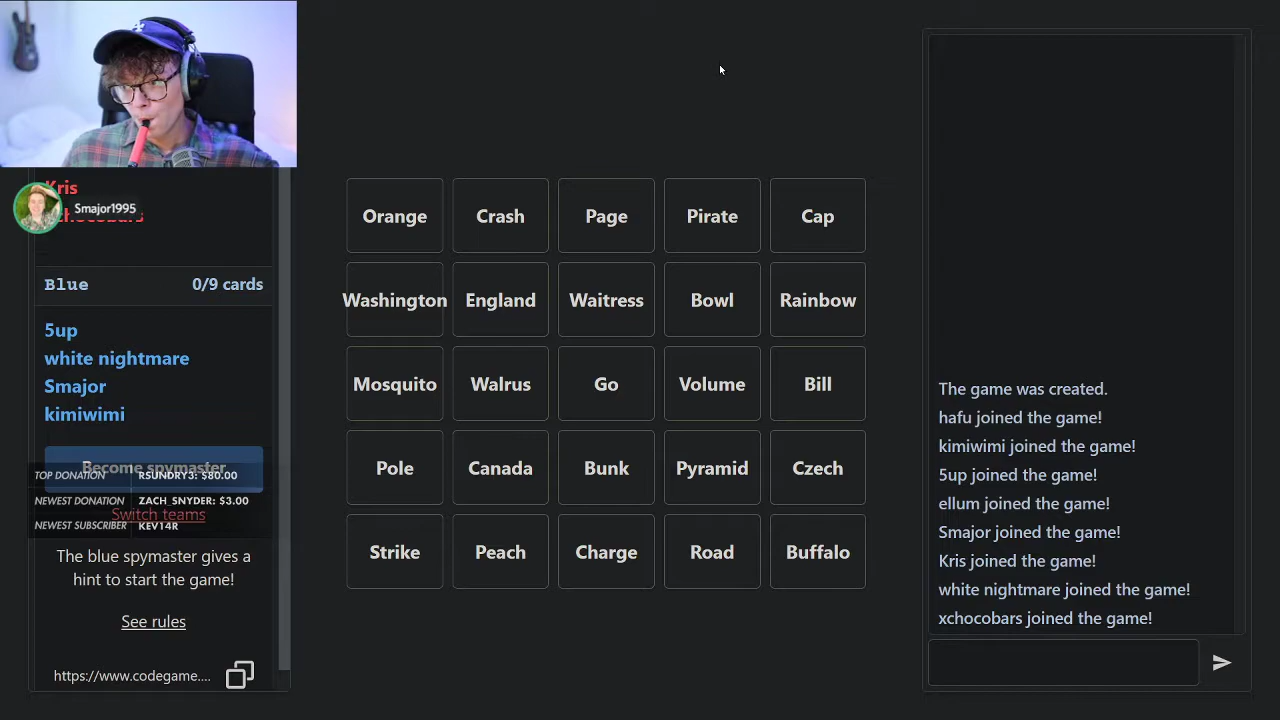 Kris
Smajor1995
xchocobars
Blue
0/9 cards
5up
white nightmare
Smajor
kimiwimi
Become spymaster
TOP DONATION
RSUNDRY3: $80.00
NEWEST DONATION
ZACH_SNYDER: $3.00
Switch teams
NEWEST SUBSCRIBER
KEV14R
The blue spymaster gives a
hint to start the game!
See rules
https://www.codegame....
Orange
Crash
Page
Pirate
Cap
Washington
England
Waitress
Bowl
Rainbow
Mosquito
Walrus
Go
Volume
Bill
Pole
Canada
Bunk
Pyramid
Czech
Strike
Peach
Charge
Road
Buffalo
The game was created.
hafu joined the game!
kimiwimi joined the game!
5up joined the game!
ellum joined the game!
Smajor joined the game!
Kris joined the game!
white nightmare joined the game!
xchocobars joined the game!